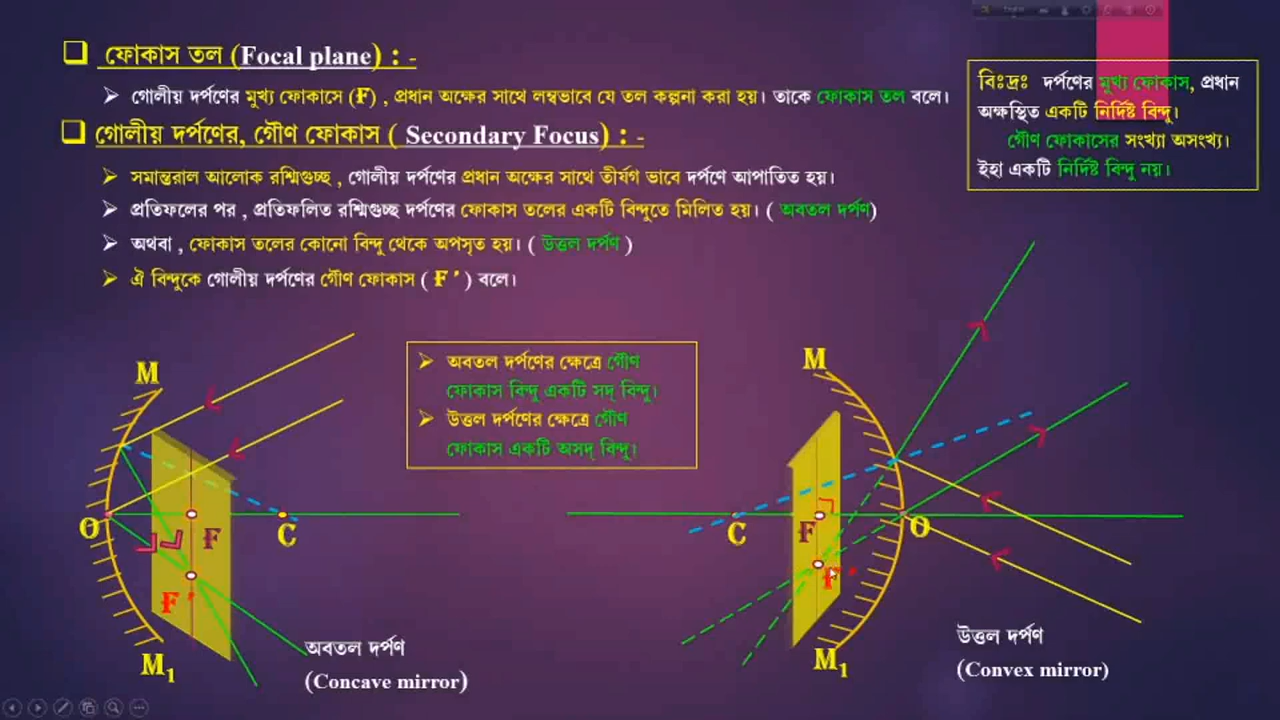 ❑ ফোকাস তল (Focal plane) : -
➢ গোলীয় দর্পণের মুখ্য ফোকাসে (F) , প্রধান অক্ষের সাথে লম্বভাবে যে তল কল্পনা করা হয়। তাকে ফোকাস তল বলে।
❑ গোলীয় দর্পণের, গৌণ ফোকাস ( Secondary Focus) : -
➢ সমান্তরাল আলোক রশ্মিগুচ্ছ , গোলীয় দর্পণের প্রধান অক্ষের সাথে তীর্যগ ভাবে দর্পণে আপাতিত হয়।
➢ প্রতিফলের পর , প্রতিফলিত রশ্মিগুচ্ছ দর্পণের ফোকাস তলের একটি বিন্দুতে মিলিত হয়। ( অবতল দর্পণ)
➢ অথবা , ফোকাস তলের কোনো বিন্দু থেকে অপসৃত হয়। ( উত্তল দর্পণ )
➢ ঐ বিন্দুকে গোলীয় দর্পণের গৌণ ফোকাস ( F ′ ) বলে।
বিঃদ্রঃ দর্পণের মুখ্য ফোকাস, প্রধান
অক্ষস্থিত একটি নির্দিষ্ট বিন্দু।
গৌণ ফোকাসের সংখ্যা অসংখ্য।
ইহা একটি নির্দিষ্ট বিন্দু নয়।
➢ অবতল দর্পণের ক্ষেত্রে গৌণ
ফোকাস বিন্দু একটি সদ্ বিন্দু।
➢ উত্তল দর্পণের ক্ষেত্রে গৌণ
ফোকাস একটি অসদ্ বিন্দু।
M
O
F
C
F ′
M₁
অবতল দর্পণ
(Concave mirror)
M
C
F
O
F ′
M₁
উত্তল দর্পণ
(Convex mirror)